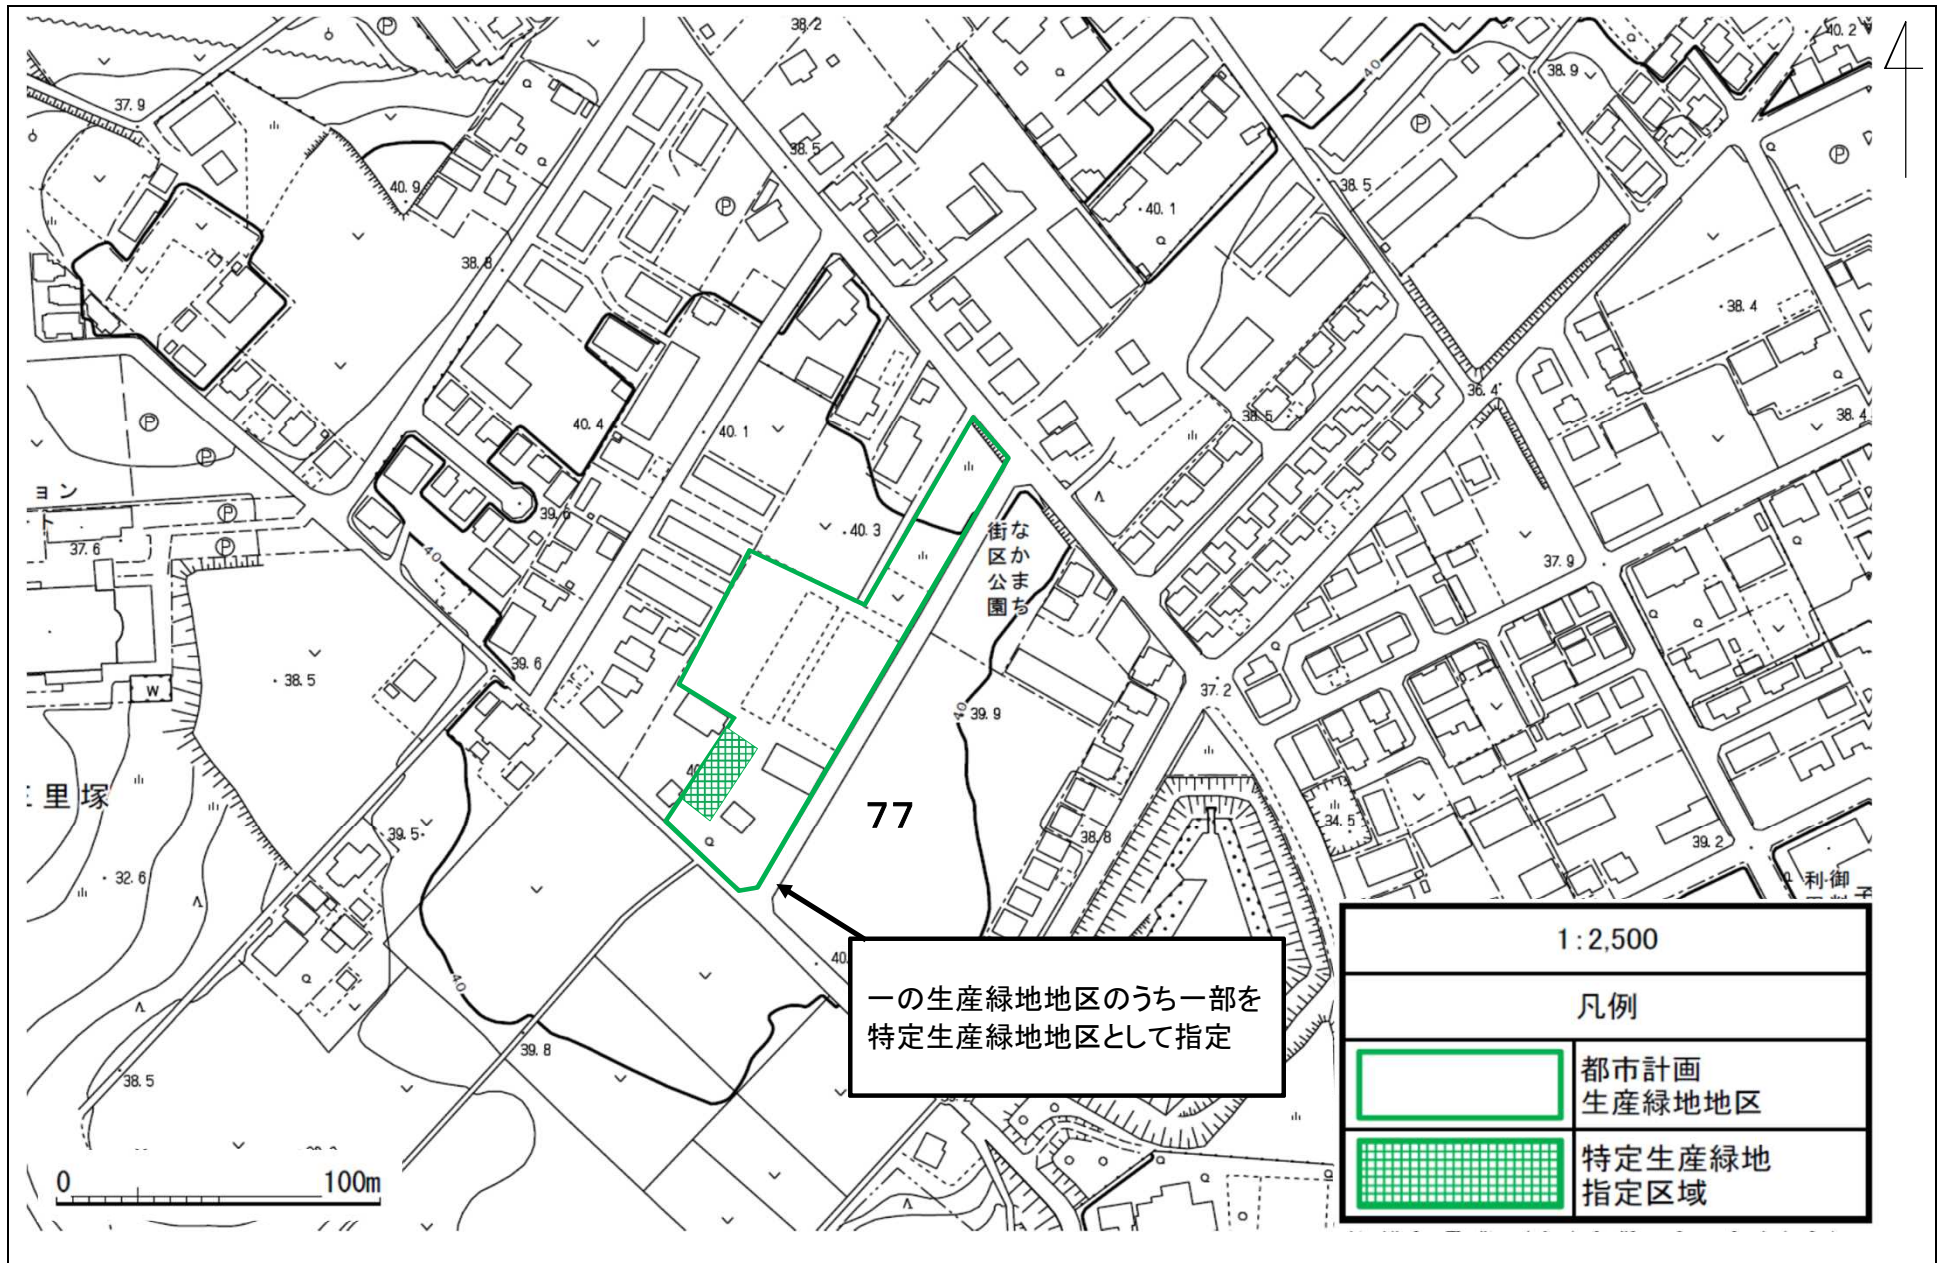 38.2
40.2
37.9
38.9
38.5
40.9
38.5
40.1
38.8
38.4
36.4
38.5
38.4
40.4
40.1
39.6
40.3
ョン
ト
37.6
なかまち
街区公園
37.9
39.6
38.5
37.2
39.9
W
里塚
77
39.5
32.6
38.8
34.5
39.2
利
御
1:2,500
凡例
都市計画
生産緑地地区
特定生産緑地
指定区域
一の生産緑地地区のうち一部を
特定生産緑地地区として指定
39.8
38.5
0
100m
40
40
40
40
P
P
P
P
P
P
P
P